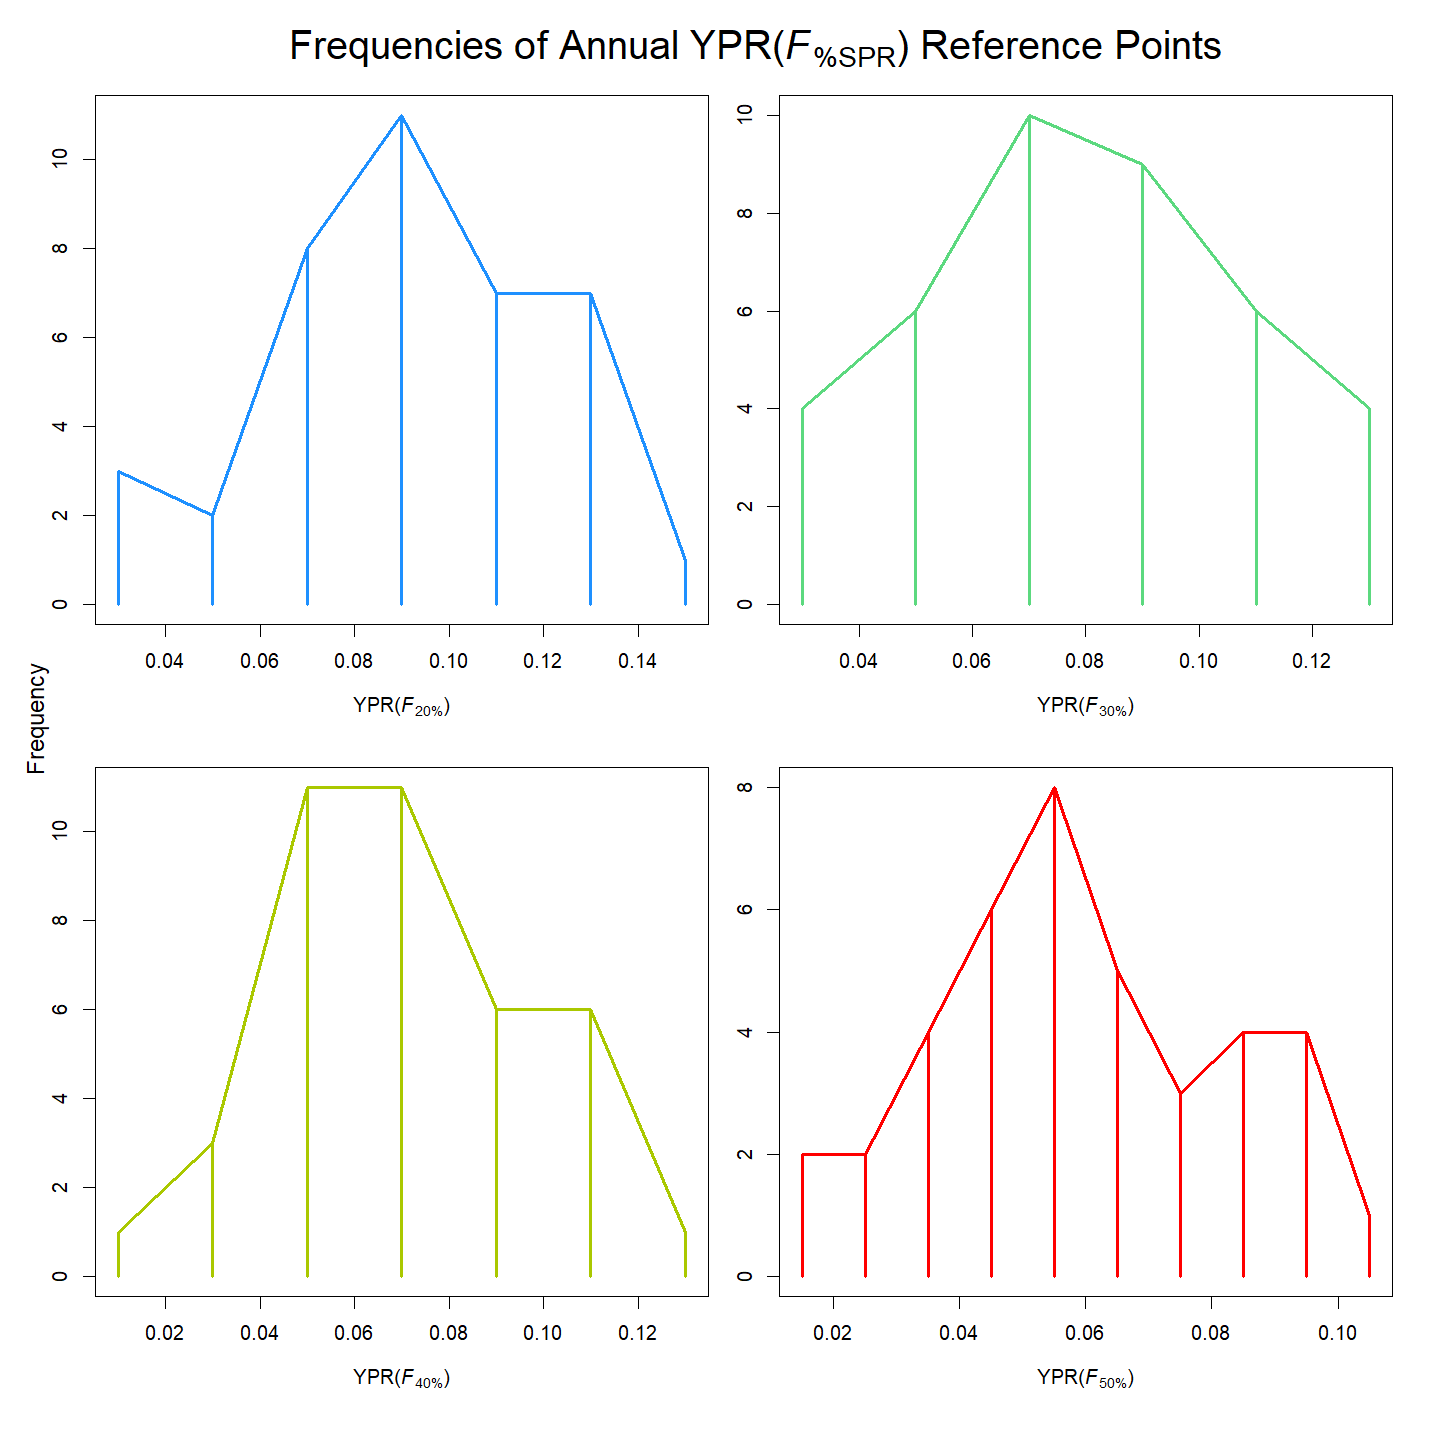 Frequencies of Annual YPR(F%SPR) Reference Points
Frequency
0 2 4 6 8 10
0.04 0.06 0.08 0.10 0.12 0.14
YPR(F20%)
0 2 4 6 8 10
0.04 0.06 0.08 0.10 0.12
YPR(F30%)
0 2 4 6 8 10
0.02 0.04 0.06 0.08 0.10 0.12
YPR(F40%)
0 2 4 6 8
0.02 0.04 0.06 0.08 0.10
YPR(F50%)